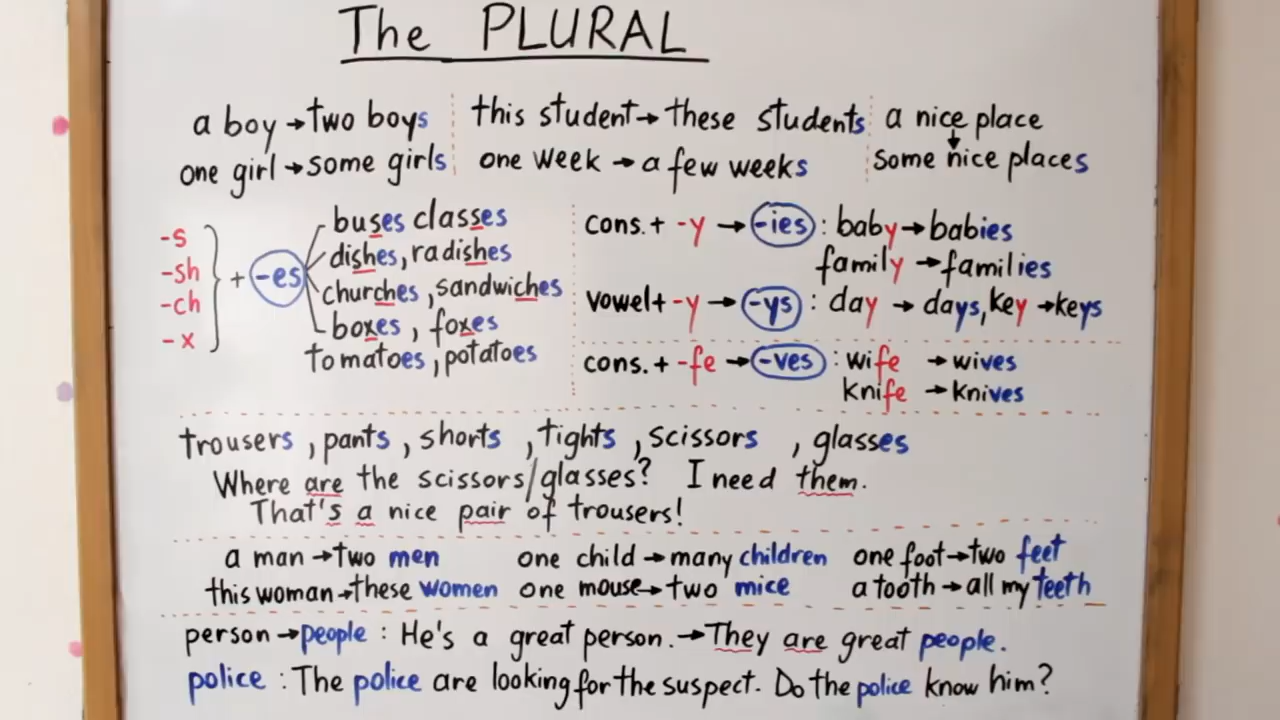 The PLURAL
a boy → two boys
one girl → some girls
this student → these students
one week → a few weeks
a nice place
↓
some nice places
-s
-sh
-ch
-x
} + -es
buses classes
dishes, radishes
churches, sandwiches
boxes, foxes
tomatoes, potatoes
cons. + -y → -ies : baby → babies
family → families
vowel + -y → -ys : day → days, key → keys
cons. + -fe → -ves : wife → wives
knife → knives
trousers, pants, shorts, tights, scissors, glasses
Where are the scissors/glasses? I need them.
That's a nice pair of trousers!
a man → two men
this woman → these women
one child → many children
one mouse → two mice
one foot → two feet
a tooth → all my teeth
person → people : He's a great person. → They are great people.
police : The police are looking for the suspect. Do the police know him?